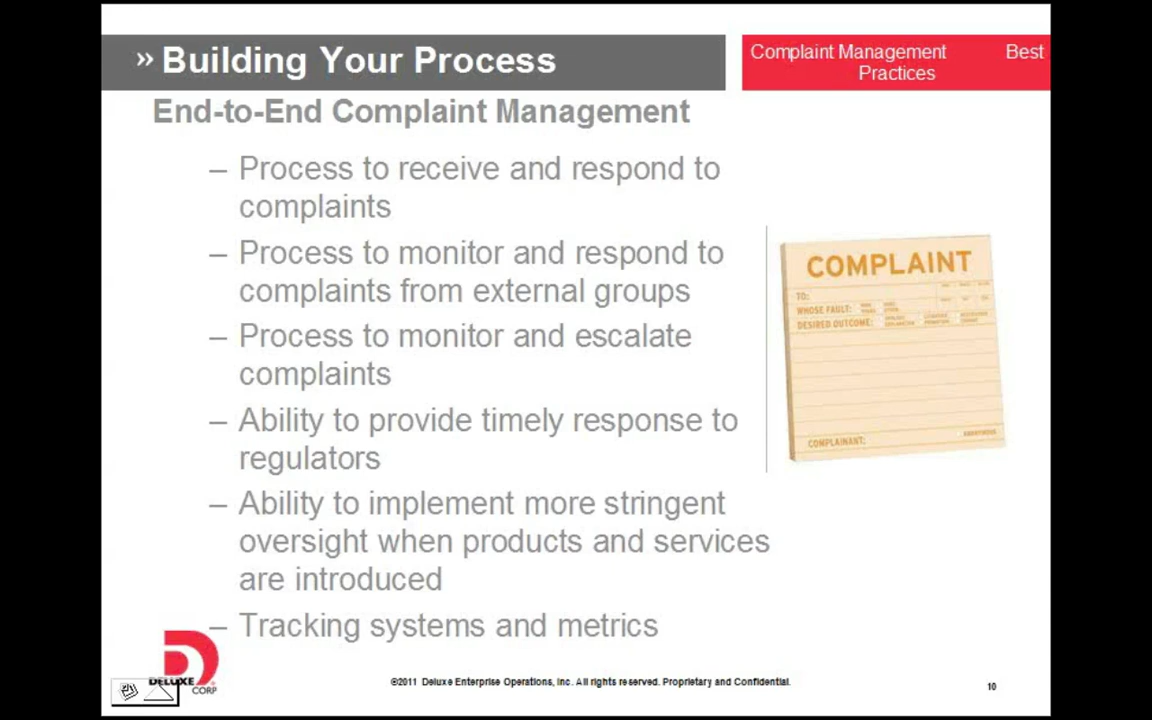 » Building Your Process
Complaint Management Best
Practices
End-to-End Complaint Management
– Process to receive and respond to
complaints
– Process to monitor and respond to
complaints from external groups
– Process to monitor and escalate
complaints
– Ability to provide timely response to
regulators
– Ability to implement more stringent
oversight when products and services
are introduced
– Tracking systems and metrics
COMPLAINT
TO:
WHOSE FAULT:
DESIRED OUTCOME:
COMPLAINANT:
ANONYMOUS
DELUXE
CORP
©2011 Deluxe Enterprise Operations, Inc. All rights reserved. Proprietary and Confidential.
10